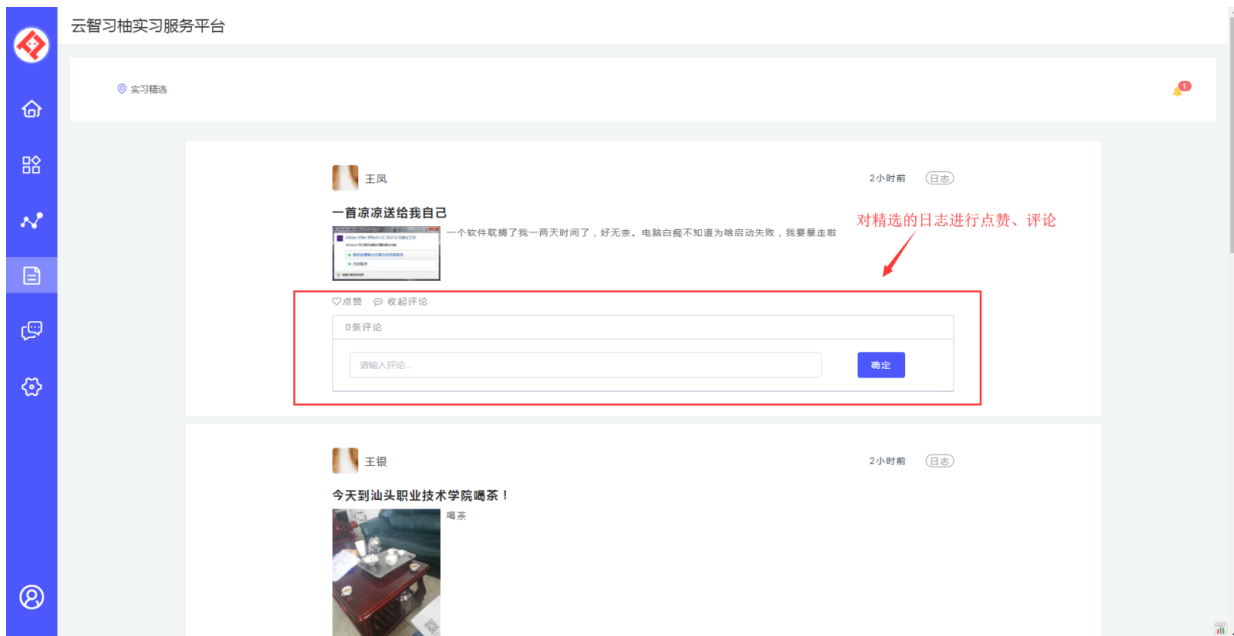 云智习柚实习服务平台
实习精选
1
王凤
2小时前
日志
一首凉凉送给我自己
对精选的日志进行点赞、评论
一个软件耽搁了我一两天时间了，好无奈。电脑白痴不知道为啥启动失败，我要暴走啦
点赞 收起评论
0条评论
请输入评论...
确定
王银
2小时前
日志
今天到汕头职业技术学院喝茶！
喝茶